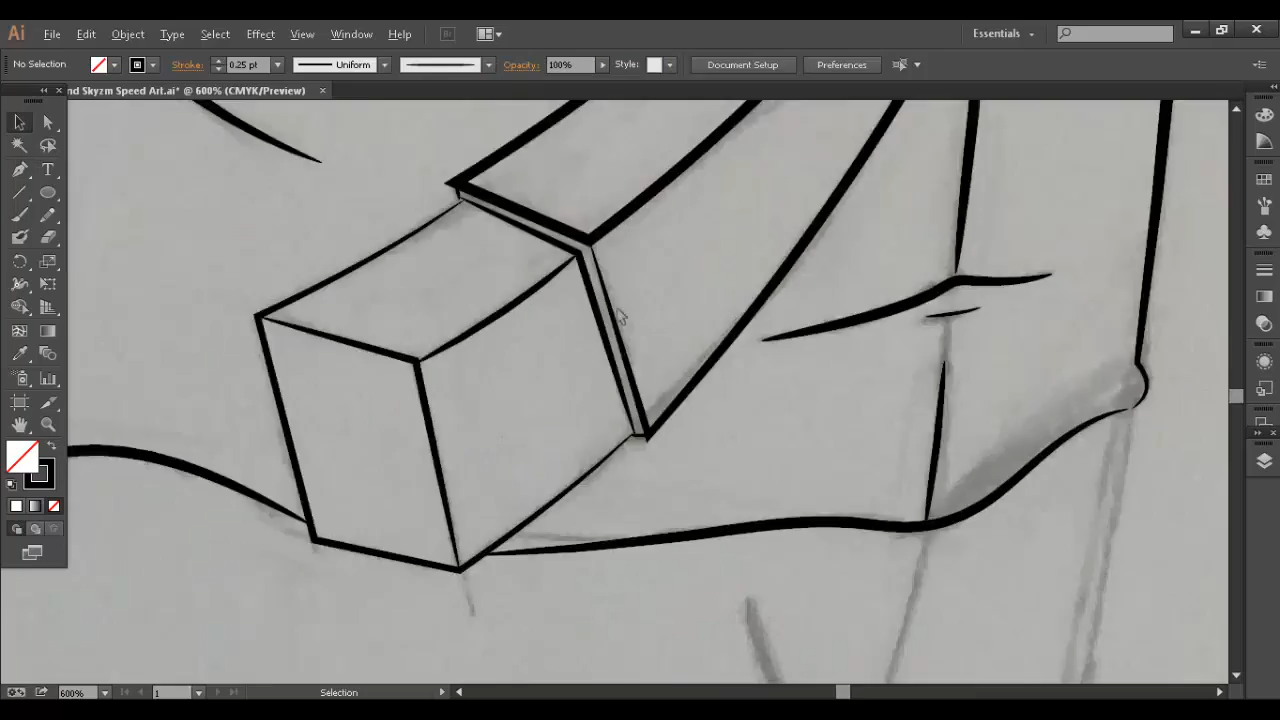 Ai File Edit Object Type Select Effect View Window Help Br Essentials
No Selection Stroke: 0.25 pt Uniform Opacity: 100% Style: Document Setup Preferences
nd Skyzm Speed Art.ai* @ 600% (CMYK/Preview)
T
600% 1 Selection